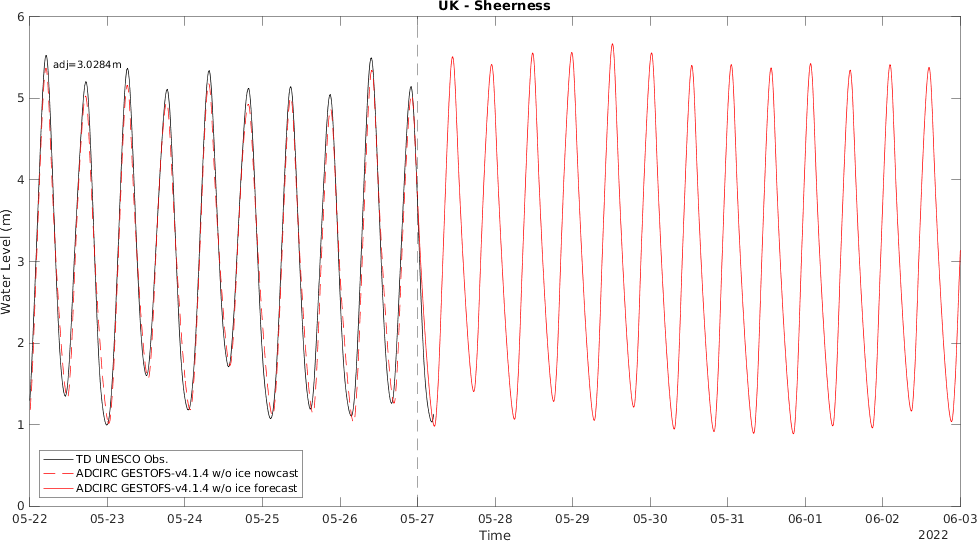 UK - Sheerness
6
adj=3.0284m
5
4
3
2
1
0
Water Level (m)
TD UNESCO Obs.
ADCIRC GESTOFS-v4.1.4 w/o ice nowcast
ADCIRC GESTOFS-v4.1.4 w/o ice forecast
05-22 05-23 05-24 05-25 05-26 05-27 05-28 05-29 05-30 05-31 06-01 06-02 06-03
Time
2022